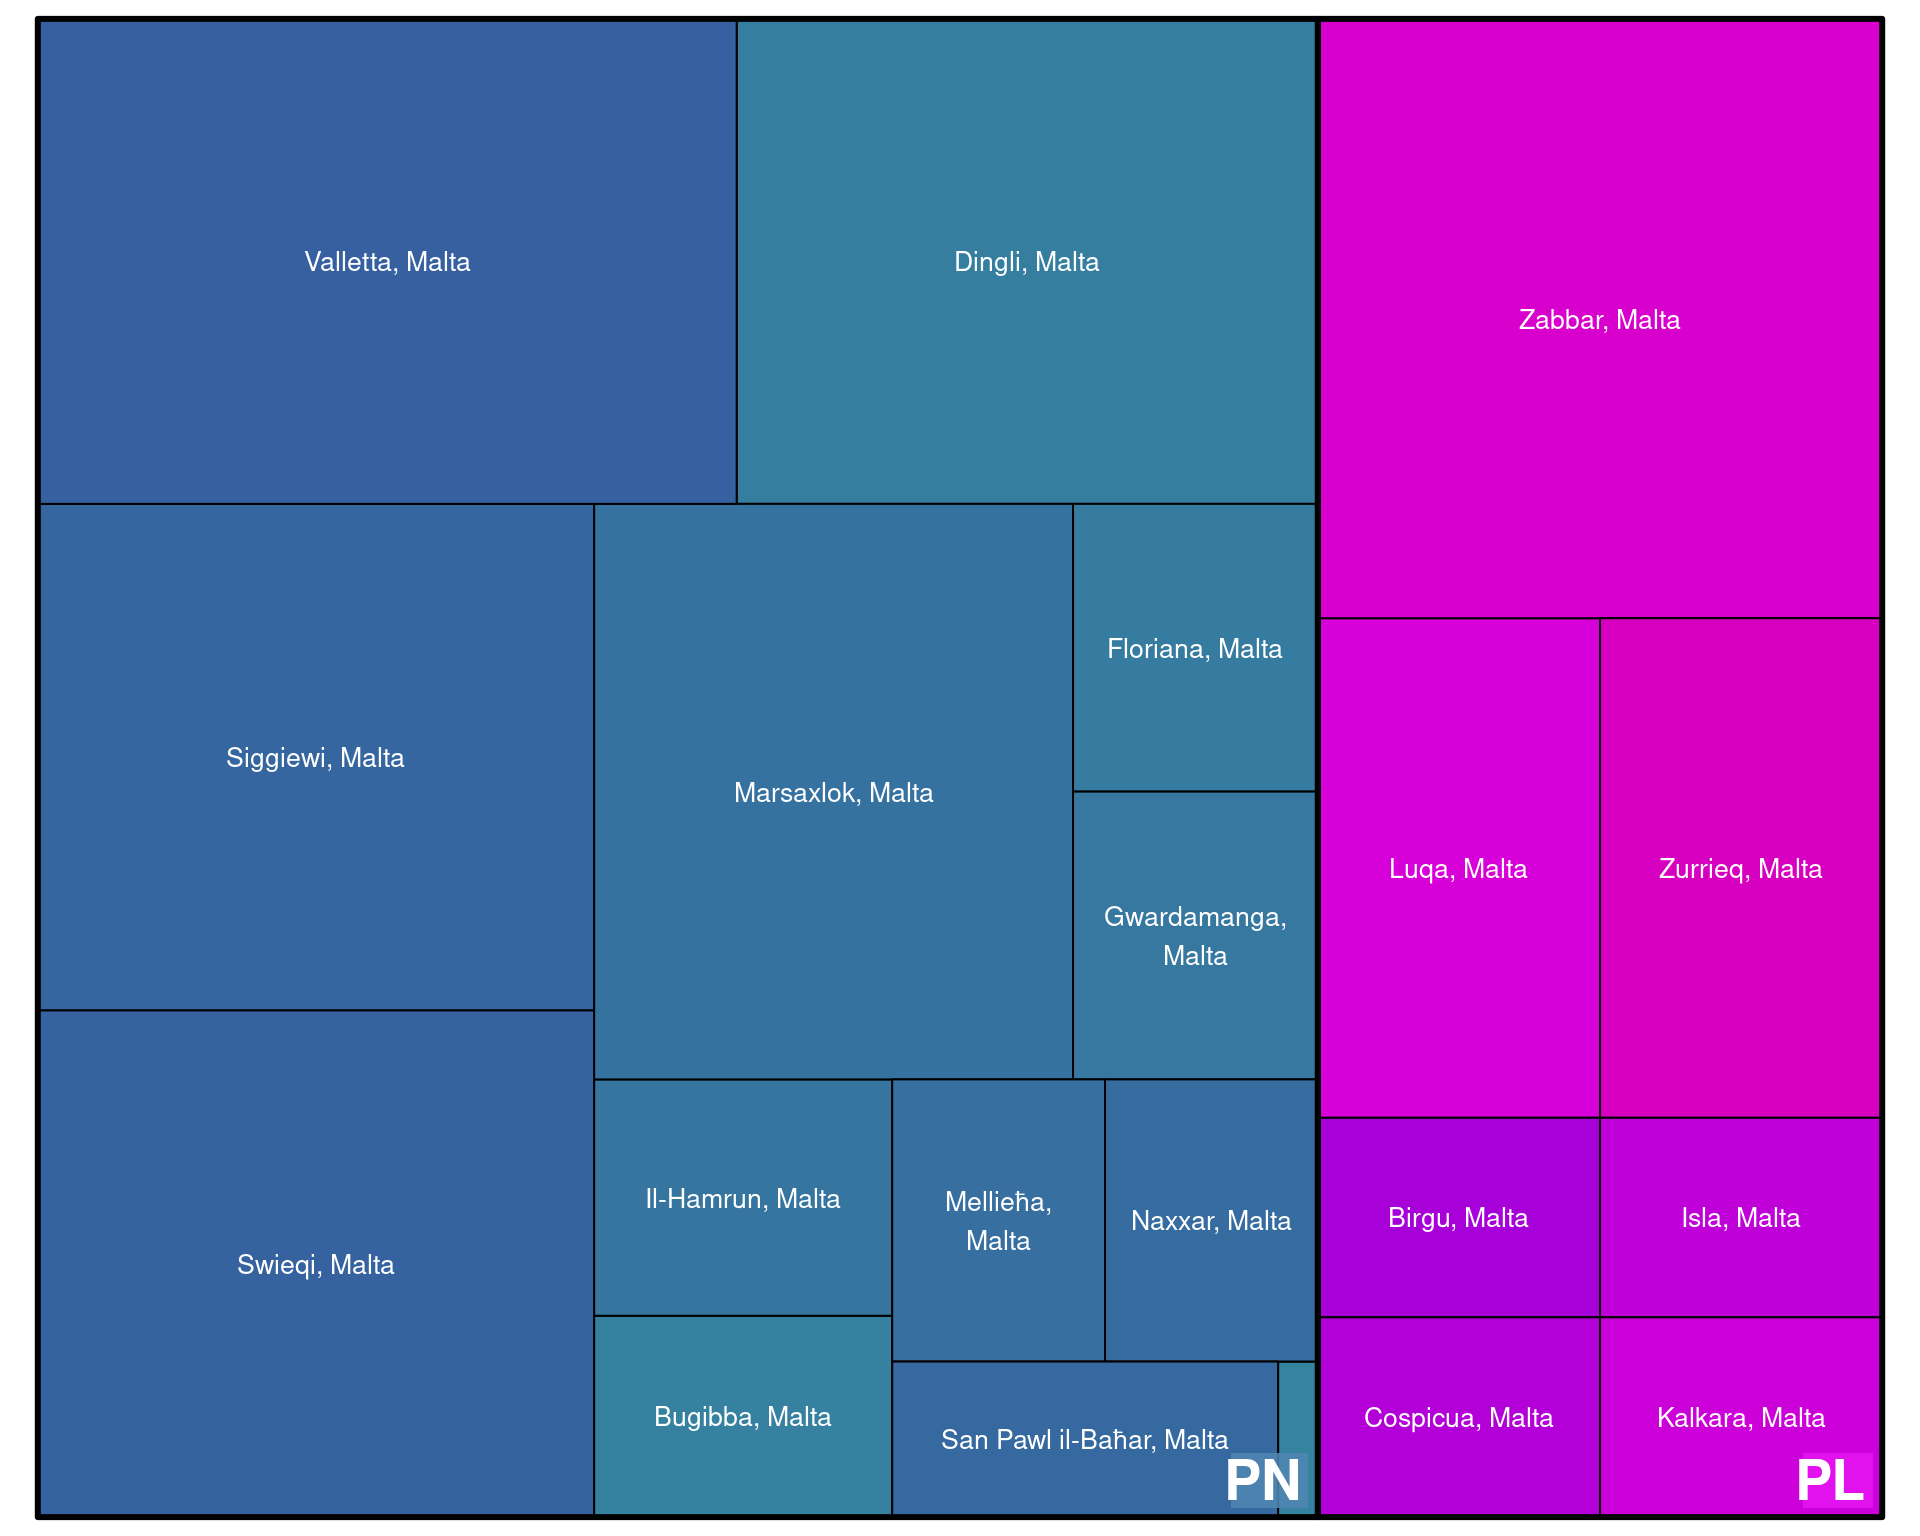 Valletta, Malta
Dingli, Malta
Zabbar, Malta
Siggiewi, Malta
Marsaxlok, Malta
Floriana, Malta
Gwardamanga,
Malta
Luqa, Malta
Zurrieq, Malta
Swieqi, Malta
Il-Hamrun, Malta
Mellieħa,
Malta
Naxxar, Malta
Birgu, Malta
Isla, Malta
Bugibba, Malta
San Pawl il-Baħar, Malta
Cospicua, Malta
Kalkara, Malta
PN
PL